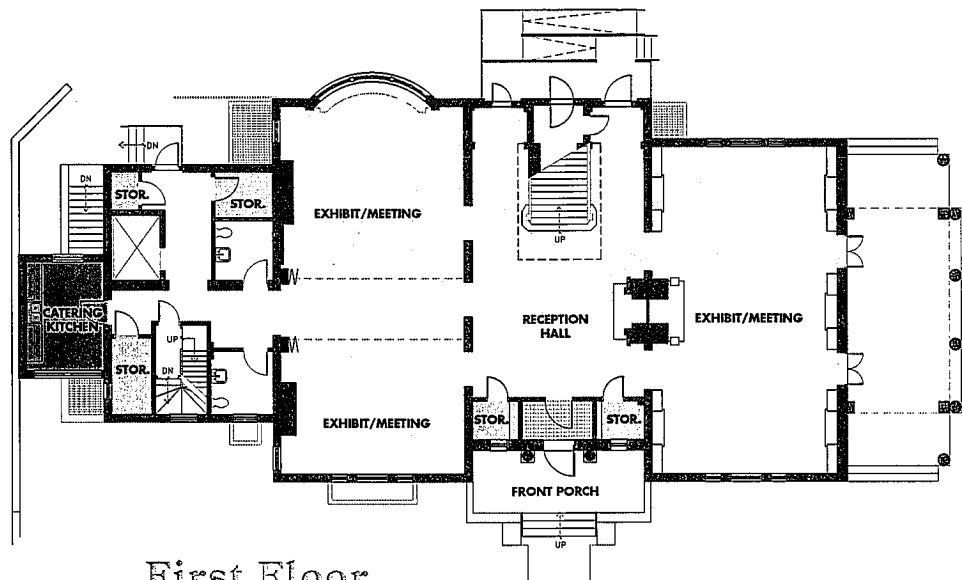 DN
DN
STOR.
STOR.
EXHIBIT/MEETING
UP
CATERING
KITCHEN
RECEPTION
HALL
EXHIBIT/MEETING
UP
STOR.
DN
STOR.
STOR.
EXHIBIT/MEETING
FRONT PORCH
UP
First Floor